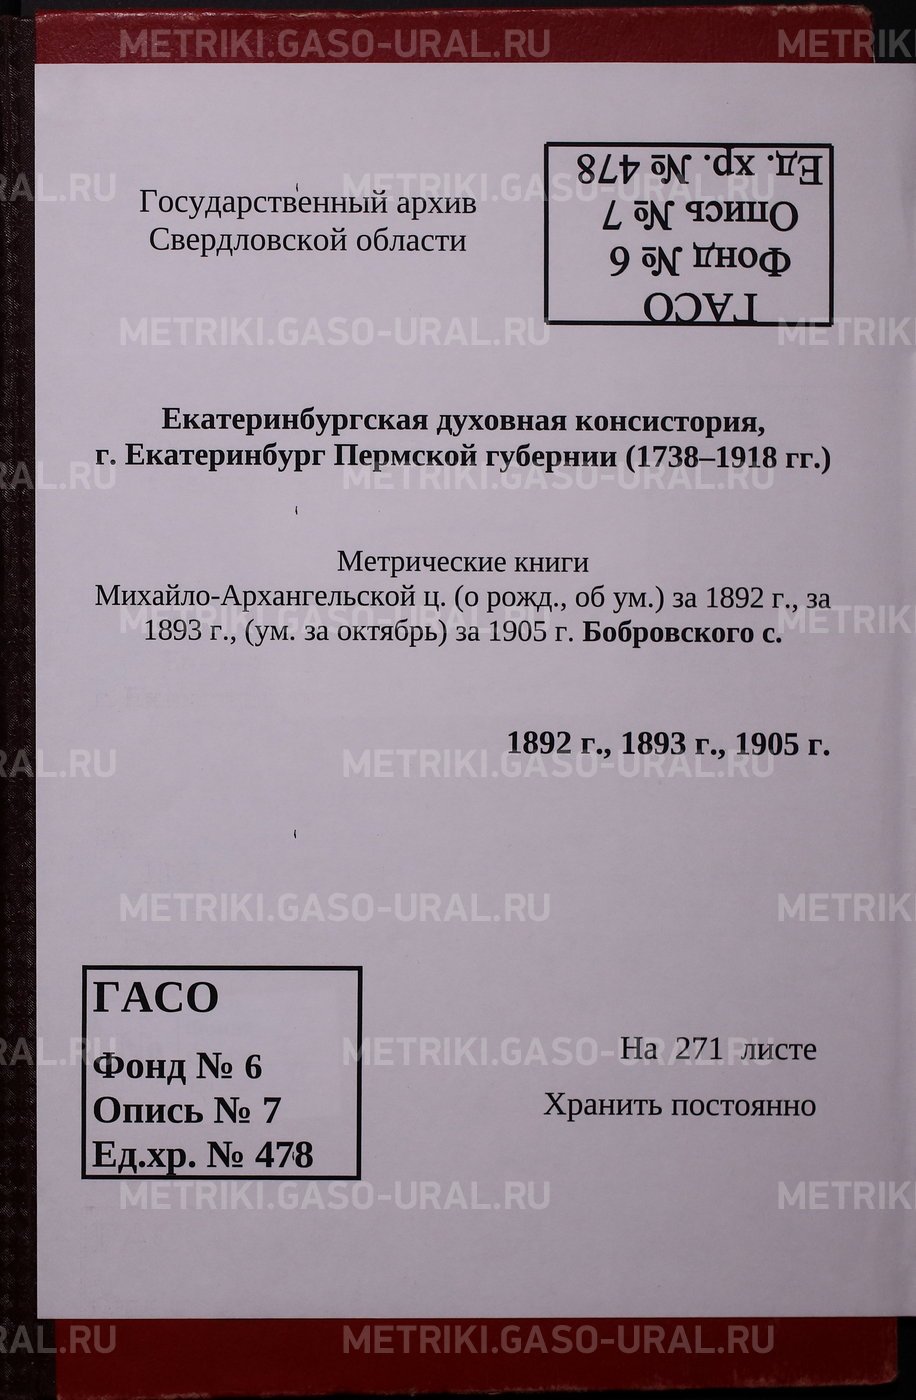 METRIKI.GASO-URAL.RU
Государственный архив
Свердловской области
ГАСО
Фонд № 6
Опись № 7
Ед. хр. № 478
Екатеринбургская духовная консистория,
г. Екатеринбург Пермской губернии (1738–1918 гг.)
Метрические книги
Михайло-Архангельской ц. (о рожд., об ум.) за 1892 г., за
1893 г., (ум. за октябрь) за 1905 г. Бобровского с.
1892 г., 1893 г., 1905 г.
ГАСО
Фонд № 6
Опись № 7
Ед.хр. № 478
На 271 листе
Хранить постоянно